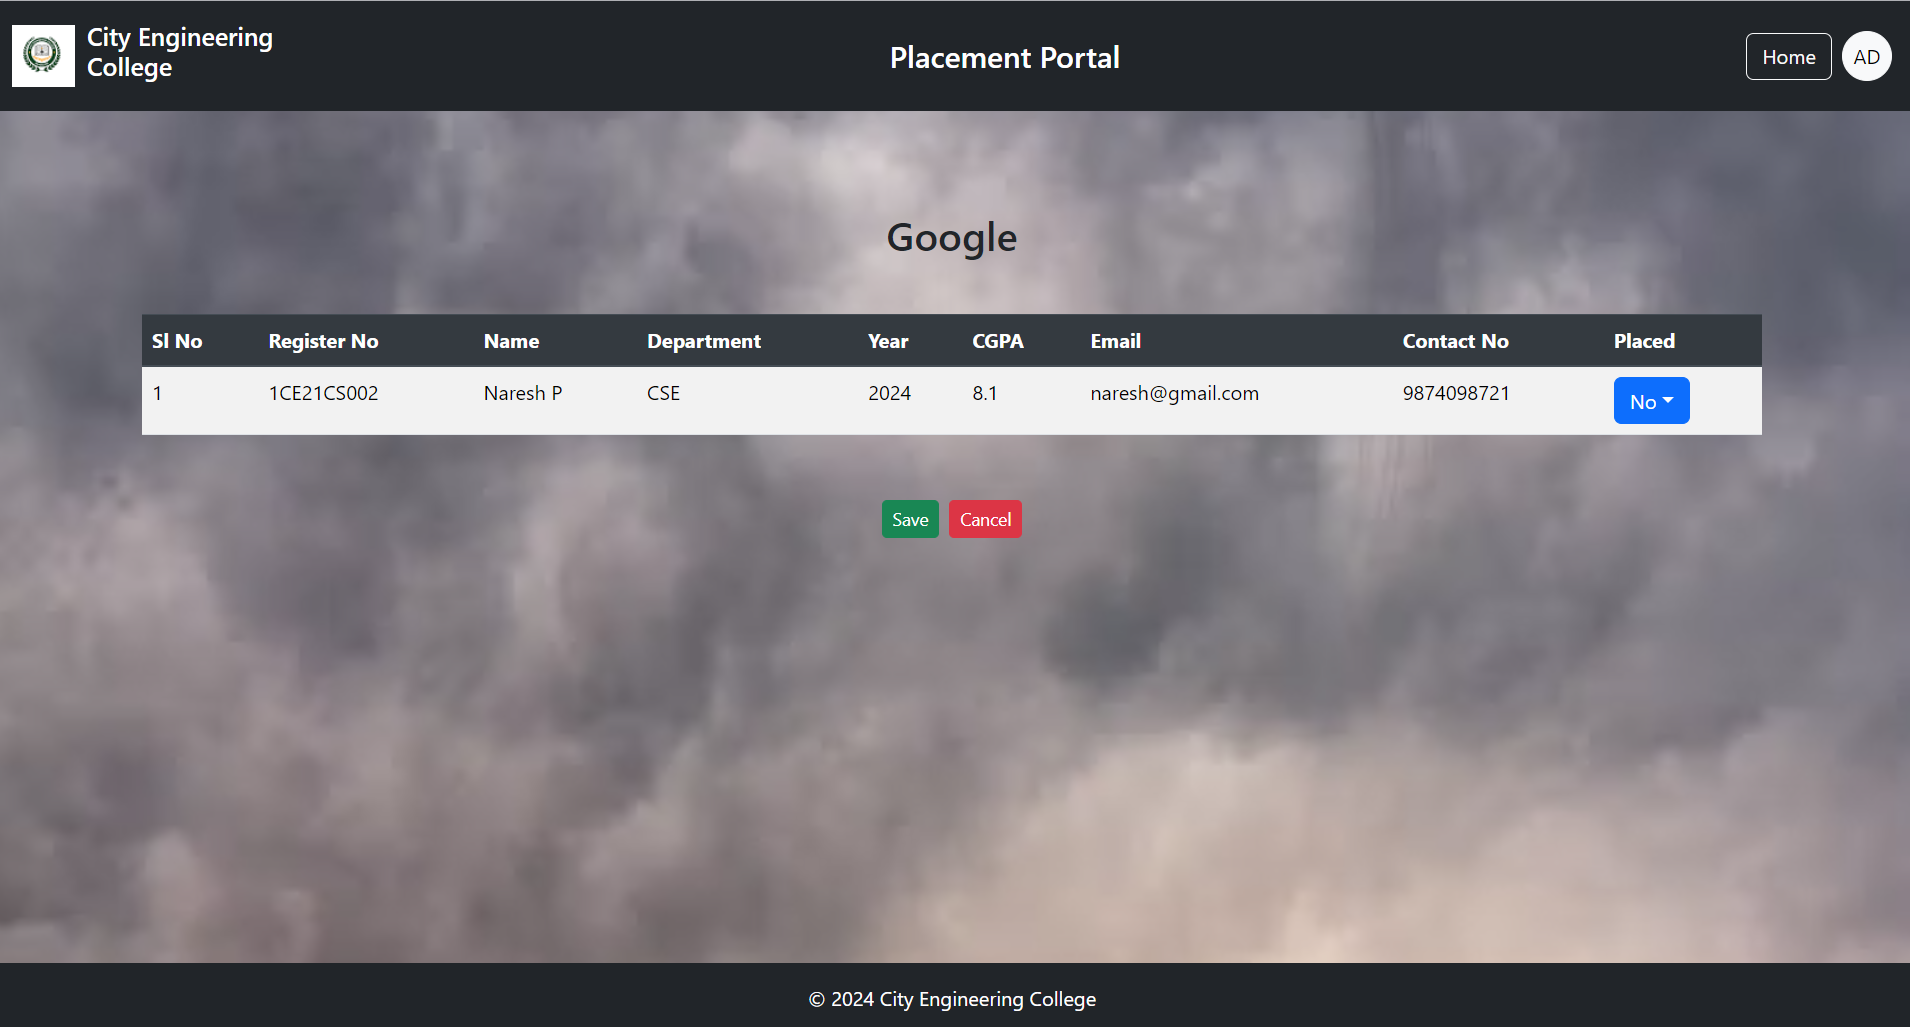 City Engineering
College
Placement Portal
Home
AD
Google
Sl No Register No Name Department Year CGPA Email Contact No Placed
1 1CE21CS002 Naresh P CSE 2024 8.1 naresh@gmail.com 9874098721 No
Save Cancel
© 2024 City Engineering College